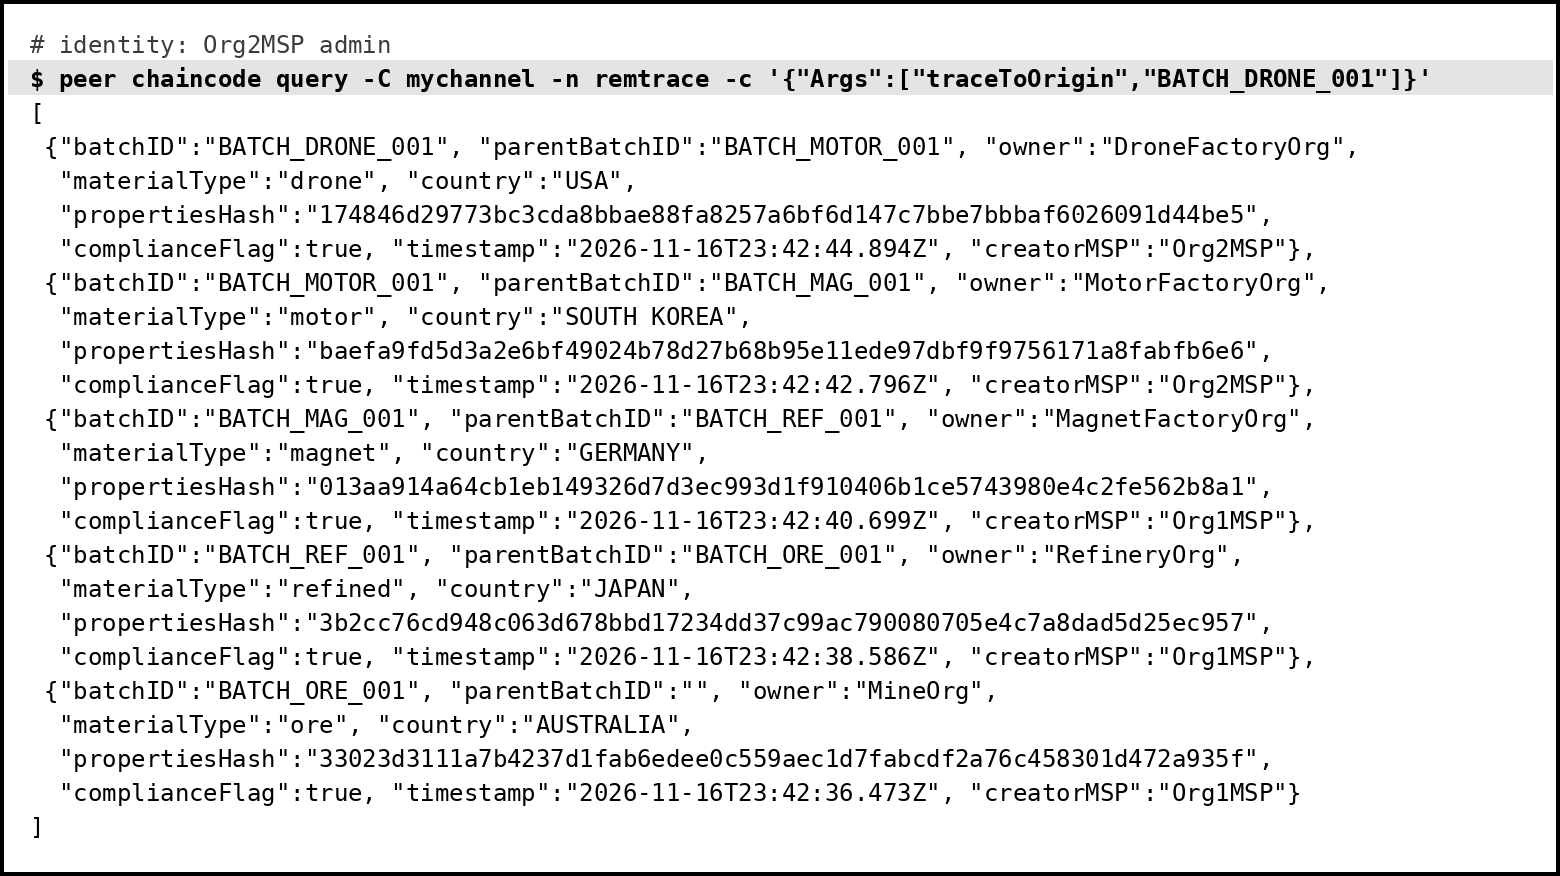 # identity: Org2MSP admin
$ peer chaincode query -C mychannel -n remtrace -c '{"Args":["traceToOrigin","BATCH_DRONE_001"]}'
[
{"batchID":"BATCH_DRONE_001", "parentBatchID":"BATCH_MOTOR_001", "owner":"DroneFactoryOrg",
"materialType":"drone", "country":"USA",
"propertiesHash":"174846d29773bc3cda8bbae88fa8257a6bf6d147c7bbe7bbbaf6026091d44be5",
"complianceFlag":true, "timestamp":"2026-11-16T23:42:44.894Z", "creatorMSP":"Org2MSP"},
{"batchID":"BATCH_MOTOR_001", "parentBatchID":"BATCH_MAG_001", "owner":"MotorFactoryOrg",
"materialType":"motor", "country":"SOUTH KOREA",
"propertiesHash":"baefa9fd5d3a2e6bf49024b78d27b68b95e11ede97dbf9f9756171a8fabfb6e6",
"complianceFlag":true, "timestamp":"2026-11-16T23:42:42.796Z", "creatorMSP":"Org2MSP"},
{"batchID":"BATCH_MAG_001", "parentBatchID":"BATCH_REF_001", "owner":"MagnetFactoryOrg",
"materialType":"magnet", "country":"GERMANY",
"propertiesHash":"013aa914a64cb1eb149326d7d3ec993d1f910406b1ce5743980e4c2fe562b8a1",
"complianceFlag":true, "timestamp":"2026-11-16T23:42:40.699Z", "creatorMSP":"Org1MSP"},
{"batchID":"BATCH_REF_001", "parentBatchID":"BATCH_ORE_001", "owner":"RefineryOrg",
"materialType":"refined", "country":"JAPAN",
"propertiesHash":"3b2cc76cd948c063d678bbd17234dd37c99ac790080705e4c7a8dad5d25ec957",
"complianceFlag":true, "timestamp":"2026-11-16T23:42:38.586Z", "creatorMSP":"Org1MSP"},
{"batchID":"BATCH_ORE_001", "parentBatchID":"", "owner":"MineOrg",
"materialType":"ore", "country":"AUSTRALIA",
"propertiesHash":"33023d3111a7b4237d1fab6edee0c559aec1d7fabcdf2a76c458301d472a935f",
"complianceFlag":true, "timestamp":"2026-11-16T23:42:36.473Z", "creatorMSP":"Org1MSP"}
]